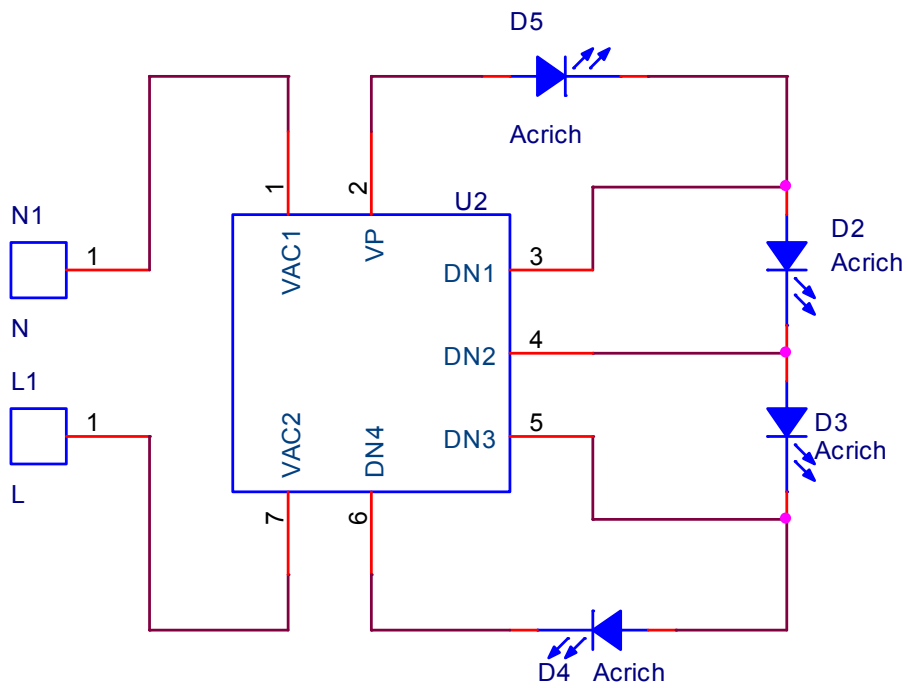 D5
Acrich
N1
1
N
L1
1
L
1
2
U2
VAC1
VP
DN1
3
DN2
4
DN3
5
VAC2
DN4
7
6
D2
Acrich
D3
Acrich
D4
Acrich